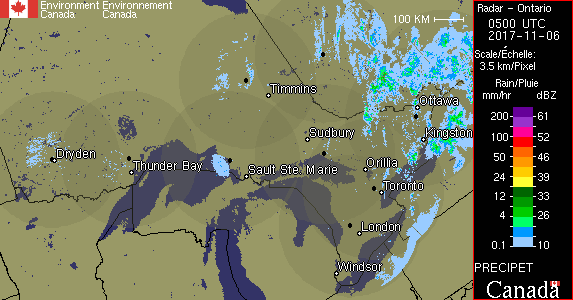 Environment Environnement
Canada Canada
100 KM
Timmins
Ottawa
Sudbury
Kingston
Dryden
Thunder Bay
Sault Ste. Marie
Orillia
Toronto
London
Windsor
Radar - Ontario
0500 UTC
2017-11-06
Scale/Échelle:
3.5 km/Pixel
Rain/Pluie
mm/hr dBZ
200 61
100 52
50 46
24 39
12 33
4 26
0.1 10
PRECIPET
Canada